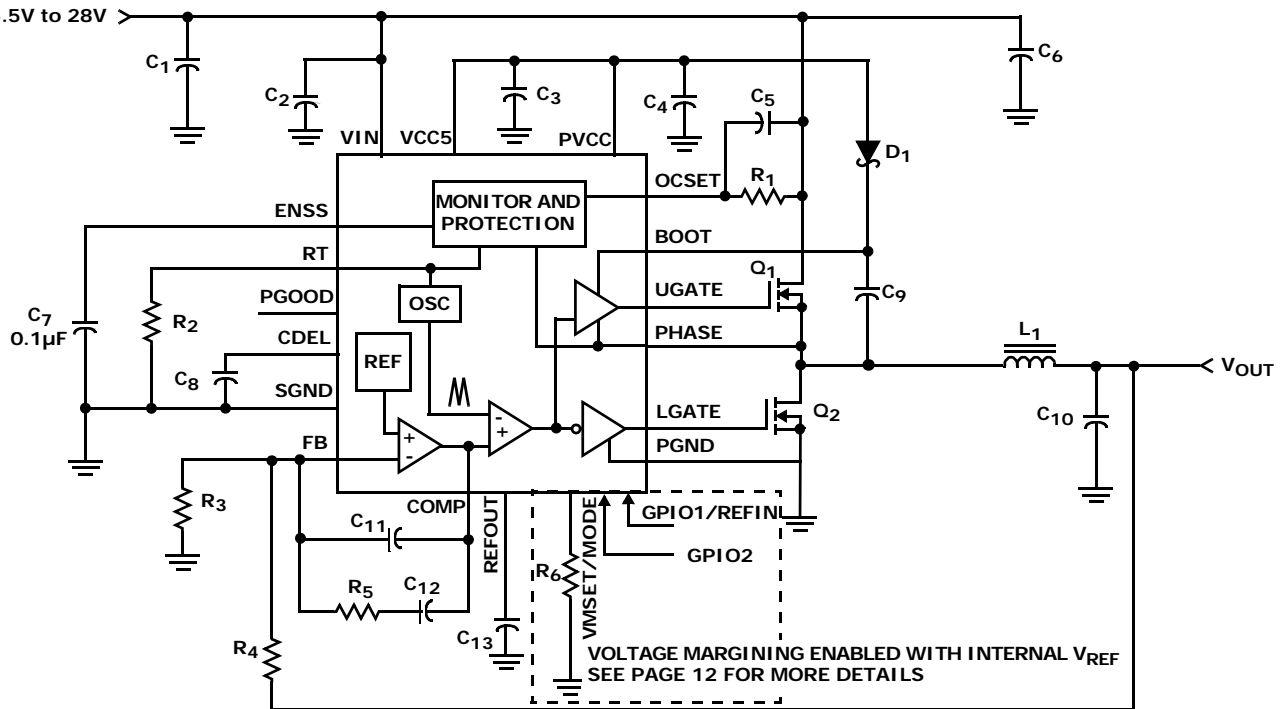 .5V to 28V
C1
C2
C3
C4
C5
C6
VIN
VCC5
PVCC
D1
OCSET
R1
MONITOR AND
PROTECTION
ENSS
BOOT
RT
Q1
UGATE
C9
OSC
PGOOD
C7
0.1µF
R2
PHASE
L1
CDEL
REF
VOUT
C8
SGND
LGATE
Q2
C10
+
-
-
+
FB
PGND
R3
COMP
REFOUT
VMSET/MODE
GPIO1/REFIN
C11
GPIO2
R6
R5
C12
C13
R4
VOLTAGE MARGINING ENABLED WITH INTERNAL VREF
SEE PAGE 12 FOR MORE DETAILS